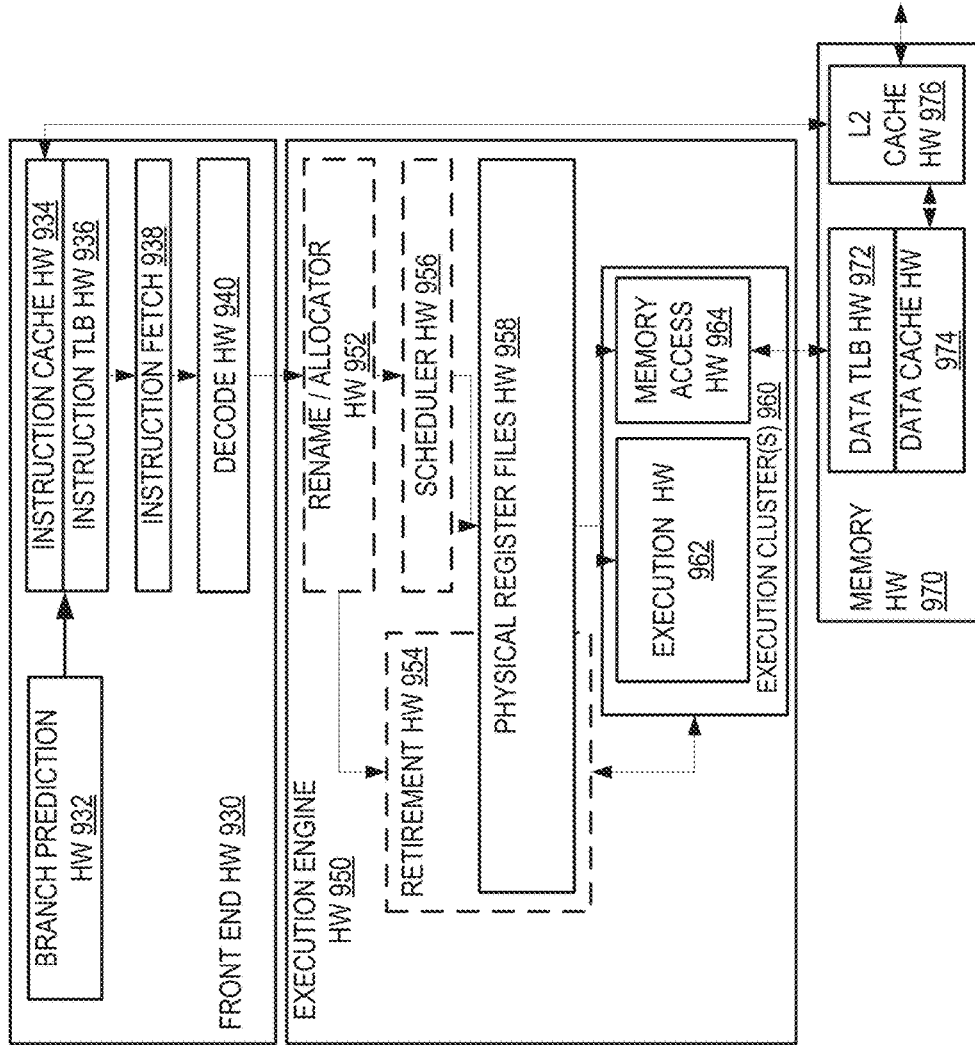 BRANCH PREDICTION
HW 932
INSTRUCTION CACHE HW 934
INSTRUCTION TLB HW 936
INSTRUCTION FETCH 938
DECODE HW 940
FRONT END HW 930
EXECUTION ENGINE
HW 950
RENAME / ALLOCATOR
HW 952
RETIREMENT HW 954
SCHEDULER HW 956
PHYSICAL REGISTER FILES HW 958
EXECUTION HW
962
MEMORY
ACCESS
HW 964
EXECUTION CLUSTER(S) 960
MEMORY
HW
970
DATA TLB HW 972
DATA CACHE HW
974
L2
CACHE
HW 976